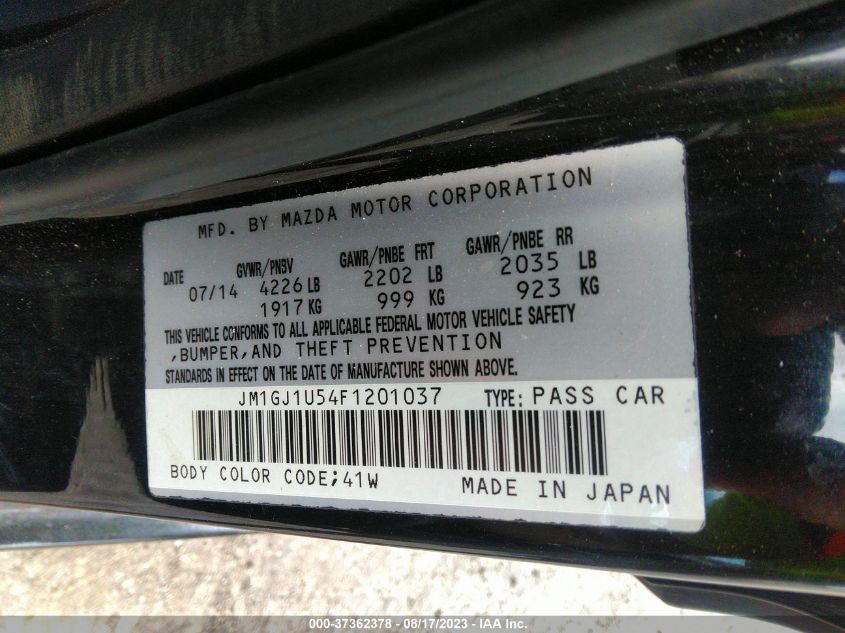 MFD. BY MAZDA MOTOR CORPORATION
DATE GVWR/PNBV GAWR/PNBE FRT GAWR/PNBE RR
07/14 4226 LB 2202 LB 2035 LB
1917 KG 999 KG 923 KG
THIS VEHICLE CONFORMS TO ALL APPLICABLE FEDERAL MOTOR VEHICLE SAFETY
,BUMPER,AND THEFT PREVENTION
STANDARDS IN EFFECT ON THE DATE OF MANUFACTURE SHOWN ABOVE.
JM1GJ1U54F1201037 TYPE: PASS CAR
BODY COLOR CODE;41W MADE IN JAPAN
000-37362378 - 08/17/2023 - IAA Inc.